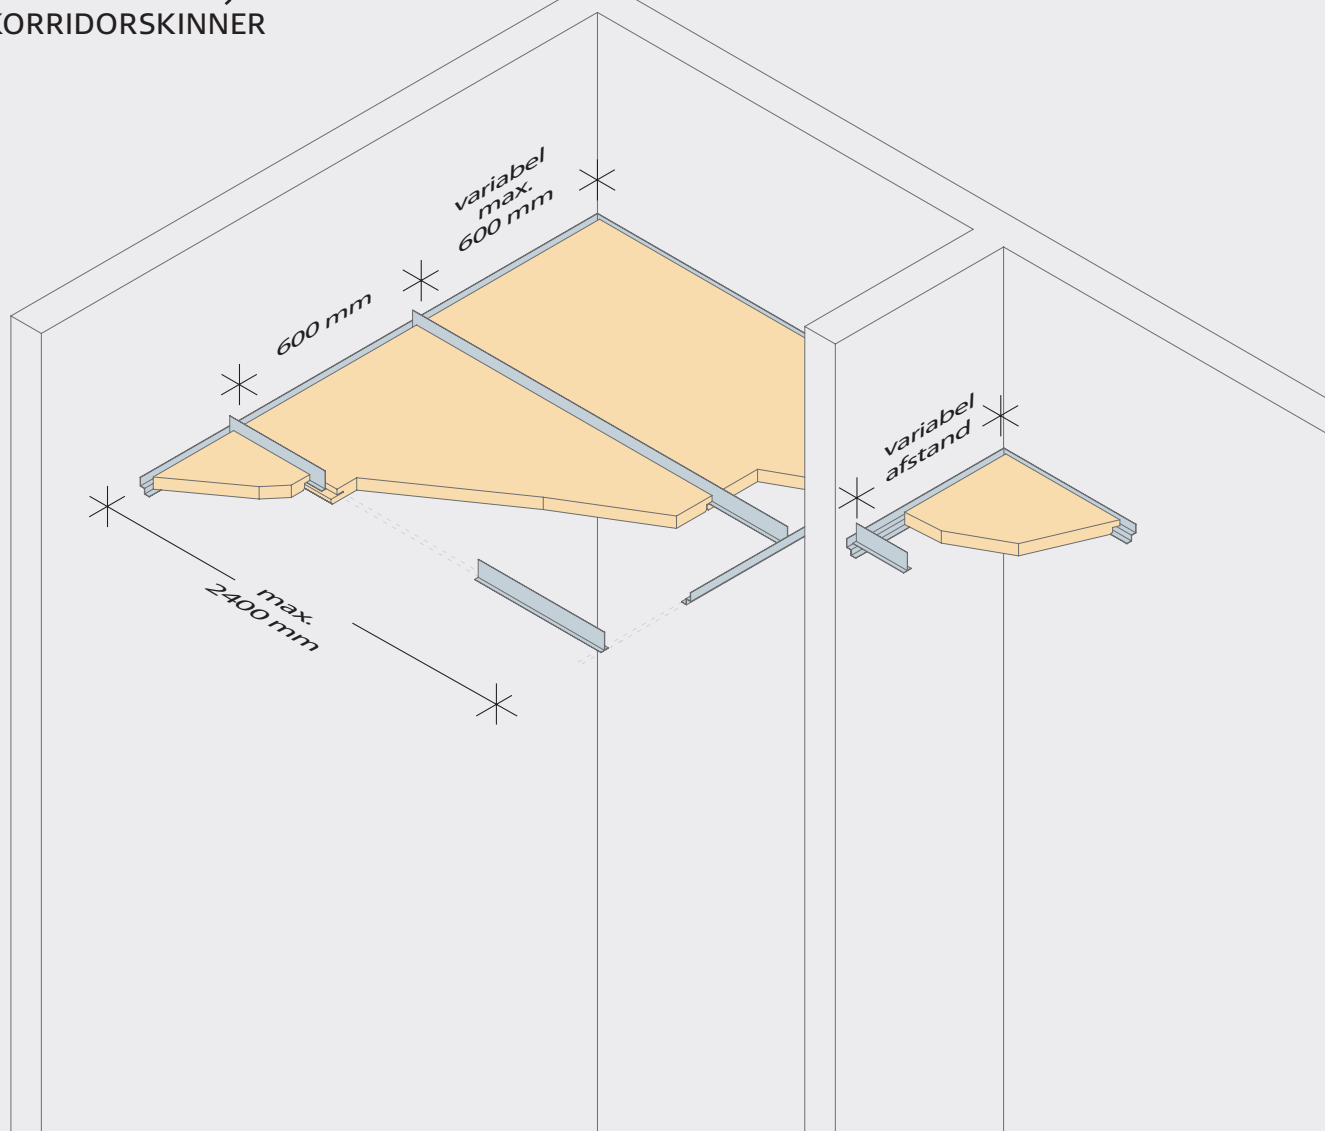 KORRIDORSKINNER
variabel
max.
600 mm
600 mm
variabel
afstand
max.
2400 mm